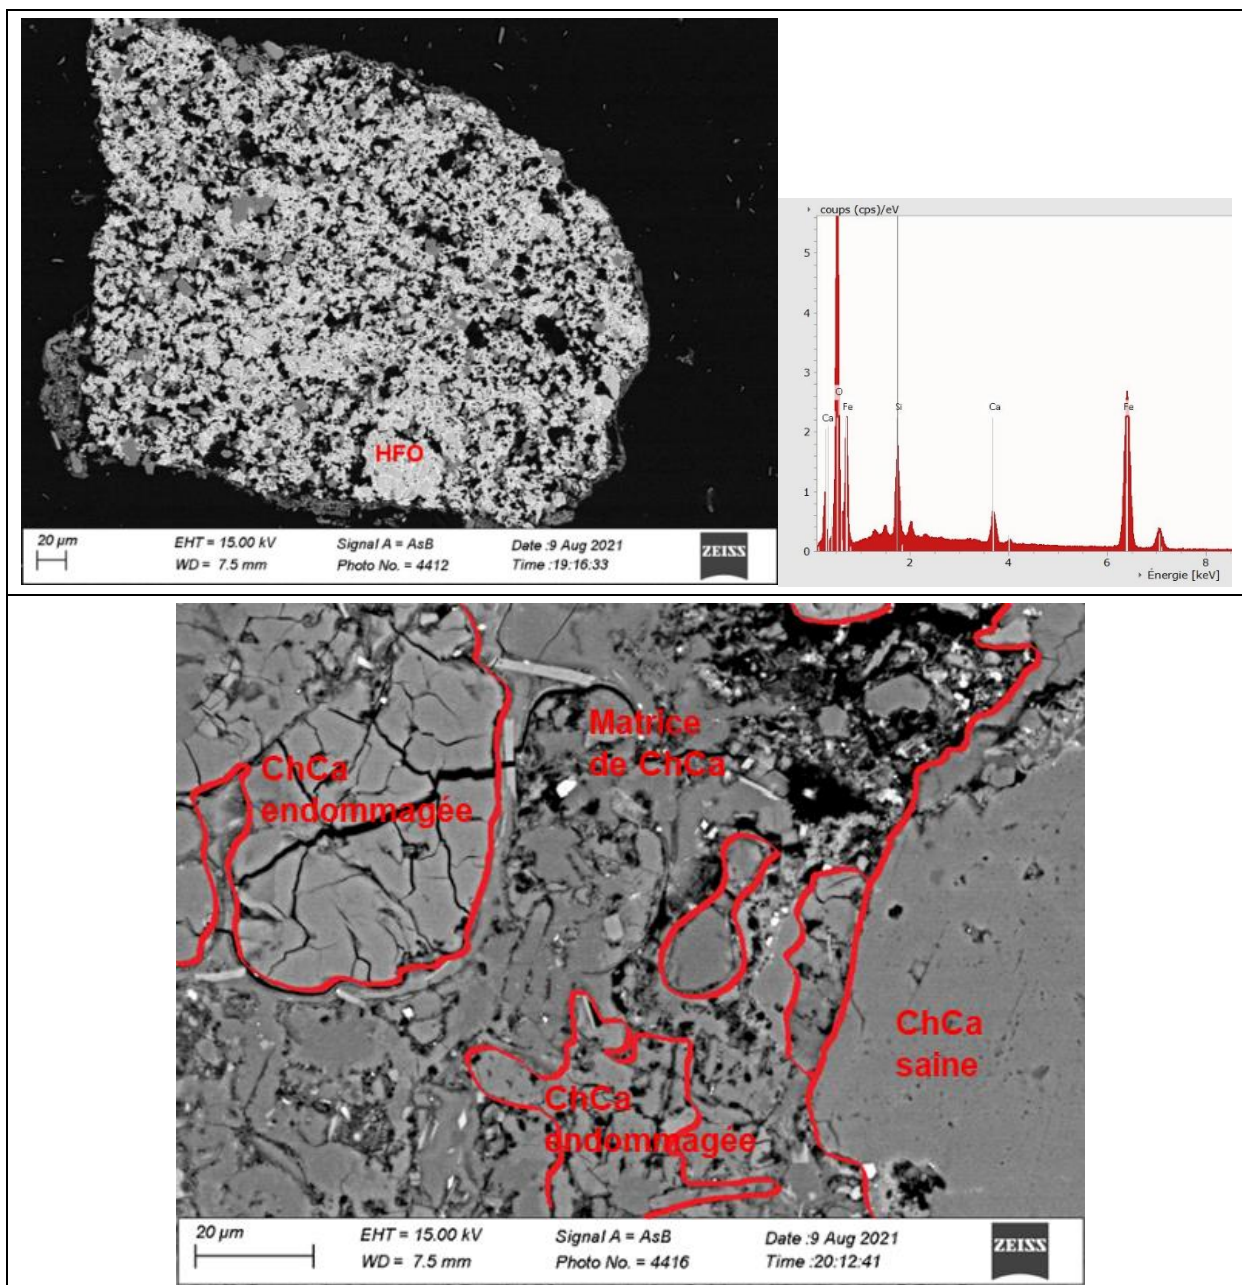 HFO
20 µm
EHT = 15.00 kV
Signal A = AsB
Date :9 Aug 2021
WD = 7.5 mm
Photo No. = 4412
Time :19:16:33
ZEISS
coups (cps)/eV
5
4
3
2
1
0
O
Ca
Fe
Si
Ca
Fe
2
4
6
8
Énergie [keV]
Matrice
de ChCa
ChCa
endommagée
ChCa
saine
ChCa
endommagée
20 µm
EHT = 15.00 kV
Signal A = AsB
Date :9 Aug 2021
WD = 7.5 mm
Photo No. = 4416
Time :20:12:41
ZEISS